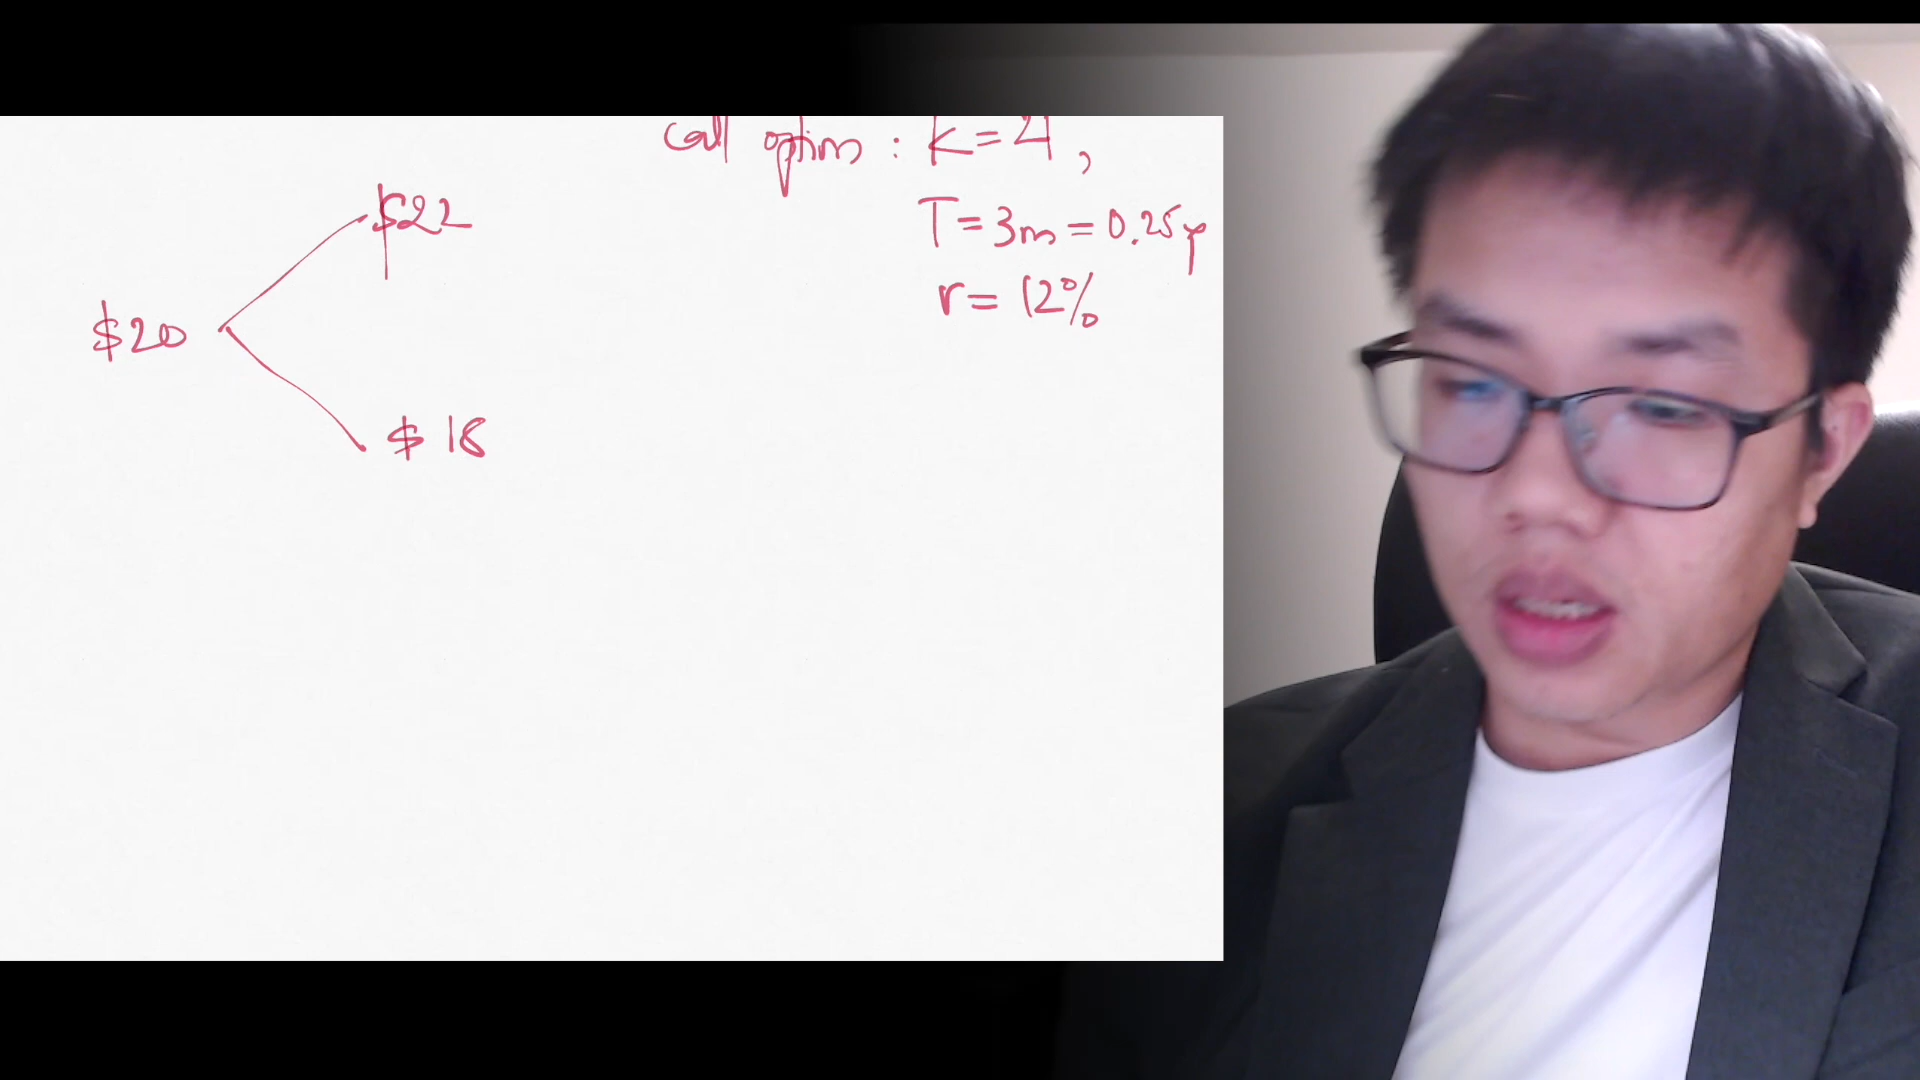 Call option : K = 21,
$22
T = 3m = 0.25y
r = 12%
$20
$ 18